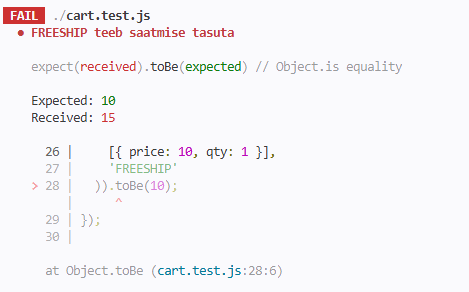 FAIL ./cart.test.js
● FREESHIP teeb saatmise tasuta
expect(received).toBe(expected) // Object.is equality
Expected: 10
Received: 15
26 | [{ price: 10, qty: 1 }],
27 | 'FREESHIP'
> 28 | )).toBe(10);
| ^
29 | });
30 |
at Object.toBe (cart.test.js:28:6)